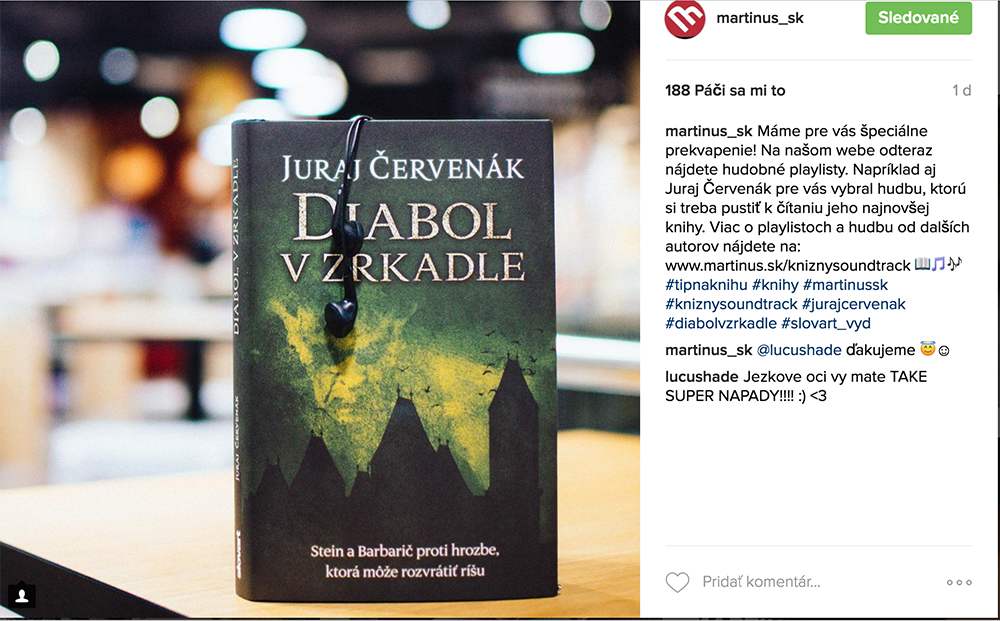 JURAJ ČERVENÁK
DIABOL
V ZRKADLE
Stein a Barbarič proti hrozbe,
ktorá môže rozvrátiť ríšu
DIABOL V ZRKADLE
JURAJ ČERVENÁK
slovart
martinus_sk
Sledované
188 Páči sa mi to
1 d
martinus_sk Máme pre vás špeciálne
prekvapenie! Na našom webe odteraz
nájdete hudobné playlisty. Napríklad aj
Juraj Červenák pre vás vybral hudbu, ktorú
si treba pustiť k čítaniu jeho najnovšej
knihy. Viac o playlistoch a hudbu od dalších
autorov nájdete na:
www.martinus.sk/kniznysoundtrack 📖🎵🎶
#tipnaknihu #knihy #martinussk
#kniznysoundtrack #jurajcervenak
#diabolvzrkadle #slovart_vyd
martinus_sk @lucushade ďakujeme 😇☺
lucushade Jezkove oci vy mate TAKE
SUPER NAPADY!!!! :) <3
Pridať komentár...